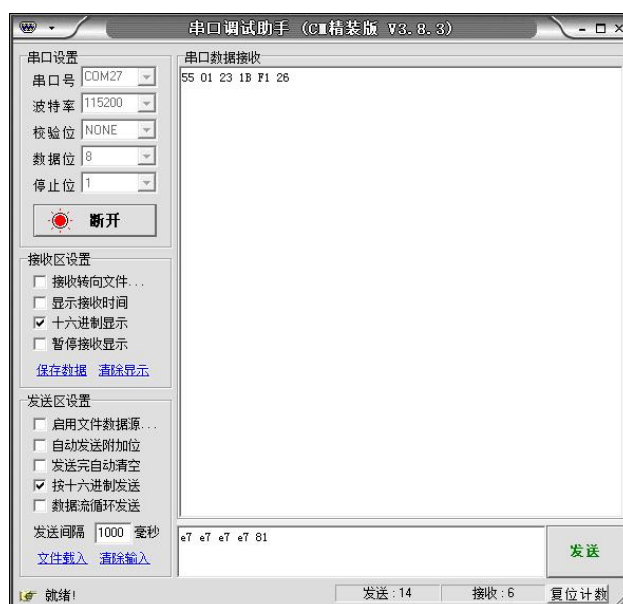 串口调试助手 (CM精装版 V3.8.3)
串口设置
串口号 COM27
波特率 115200
校验位 NONE
数据位 8
停止位 1
断开
接收区设置
接收转向文件...
显示接收时间
十六进制显示
暂停接收显示
保存数据 清除显示
发送区设置
启用文件数据源...
自动发送附加位
发送完自动清空
按十六进制发送
数据流循环发送
发送间隔 1000 毫秒
文件载入 清除输入
串口数据接收
55 01 23 1B F1 26
e7 e7 e7 e7 81
发送
就绪! 发送:14 接收:6 复位计数